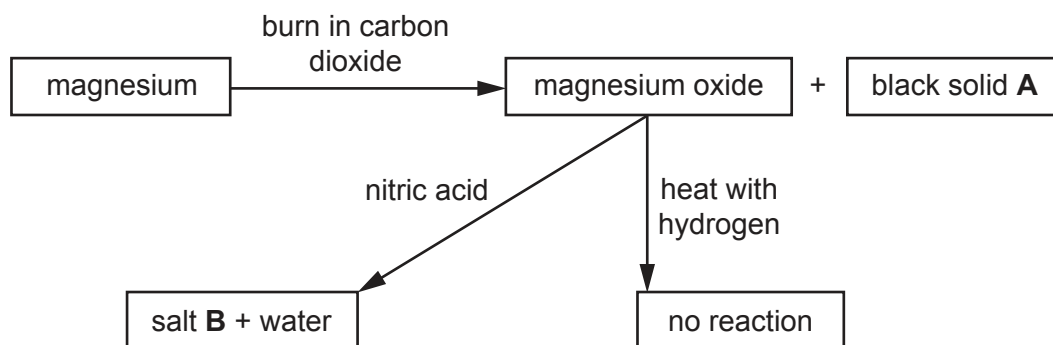 burn in carbon
dioxide
magnesium
magnesium oxide
+
black solid A
nitric acid
heat with
hydrogen
salt B + water
no reaction